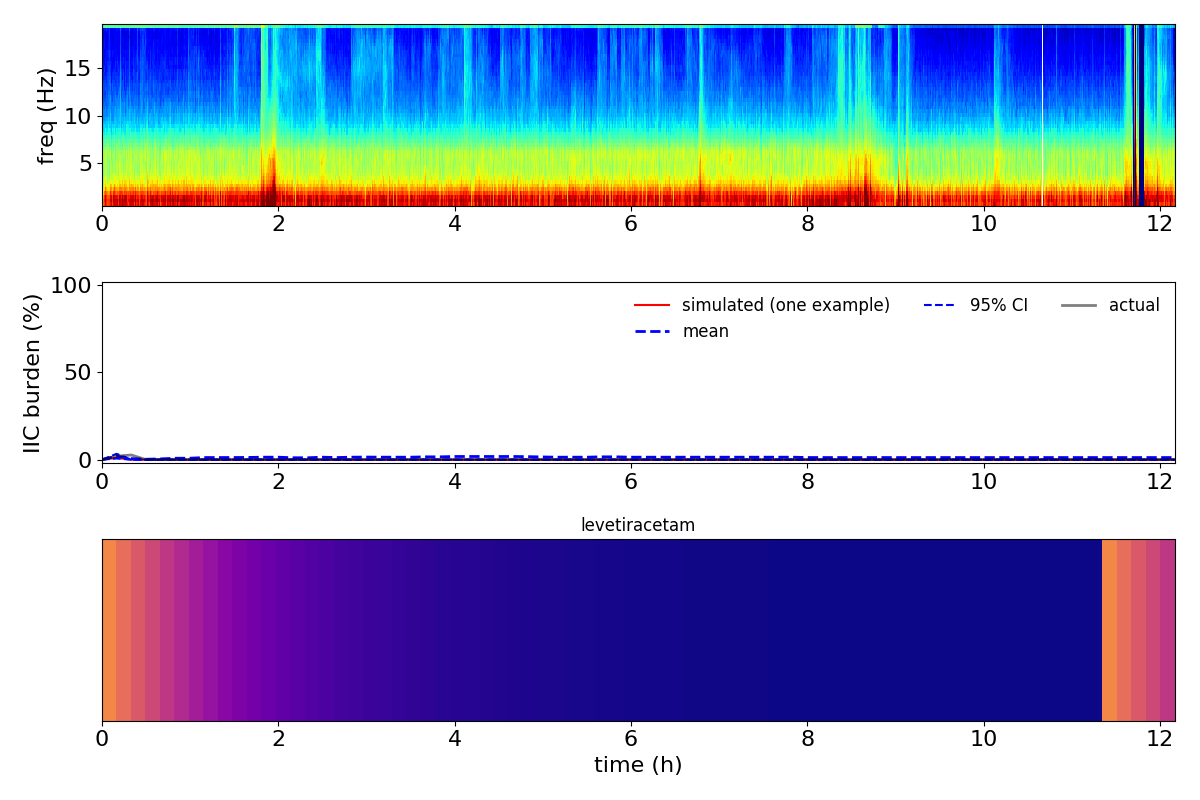 freq (Hz)
15
10
5
0 2 4 6 8 10 12
IIC burden (%)
100
50
0
simulated (one example) 95% CI actual
mean
0 2 4 6 8 10 12
levetiracetam
0 2 4 6 8 10 12
time (h)